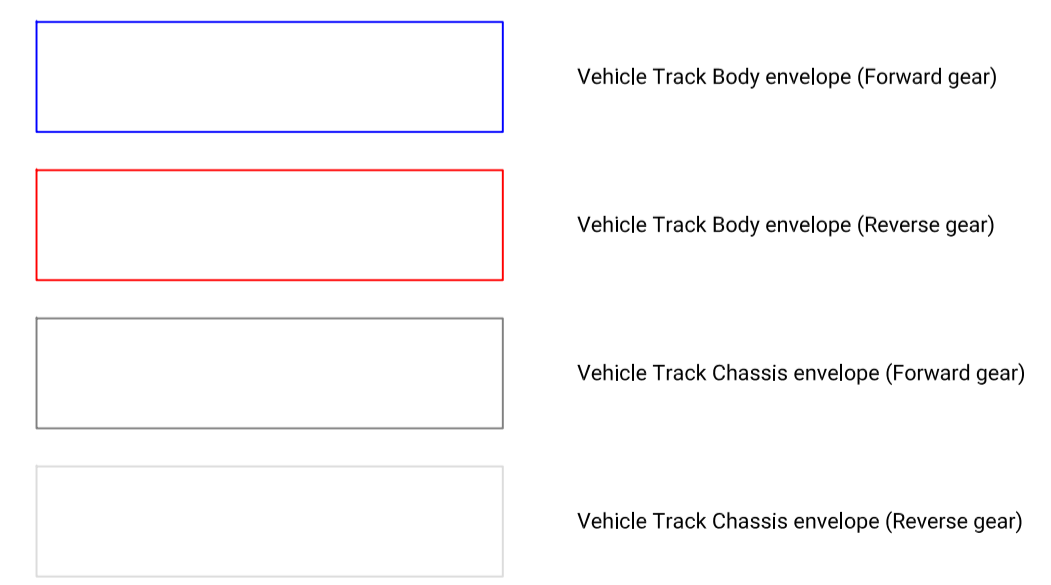 Vehicle Track Body envelope (Forward gear)
Vehicle Track Body envelope (Reverse gear)
Vehicle Track Chassis envelope (Forward gear)
Vehicle Track Chassis envelope (Reverse gear)